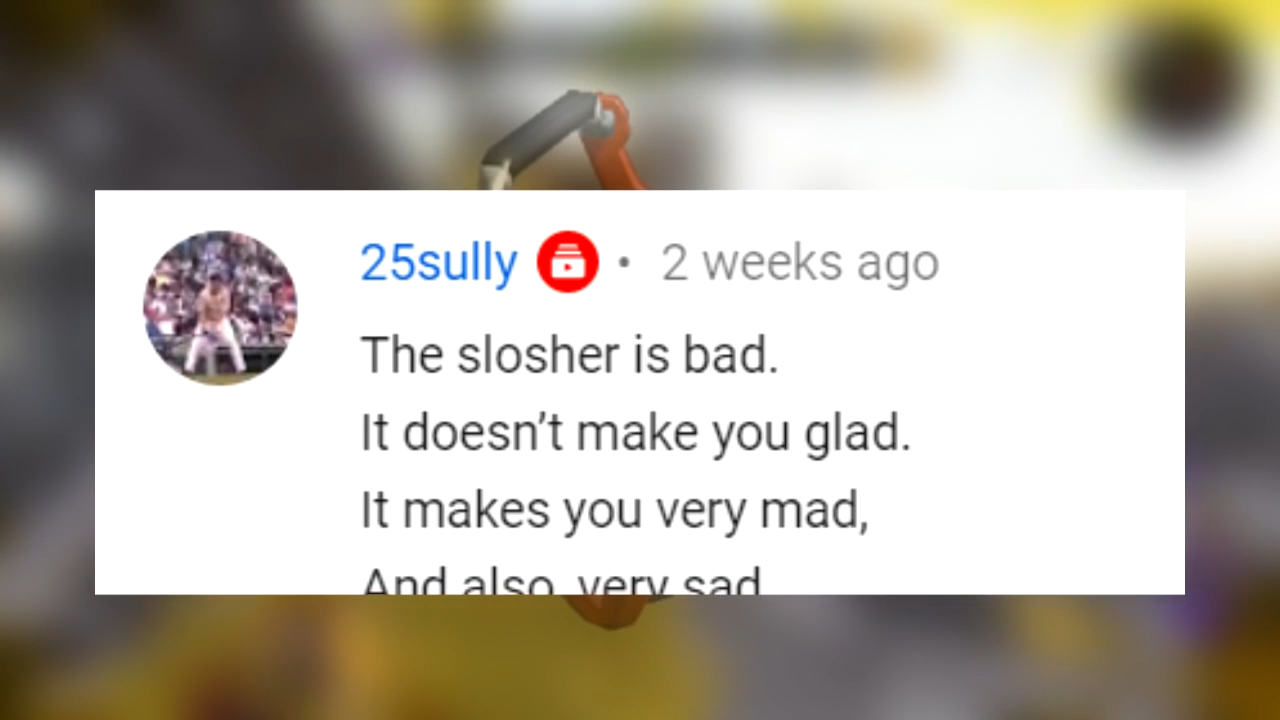 25sully • 2 weeks ago
The slosher is bad.
It doesn’t make you glad.
It makes you very mad,
And also, very sad